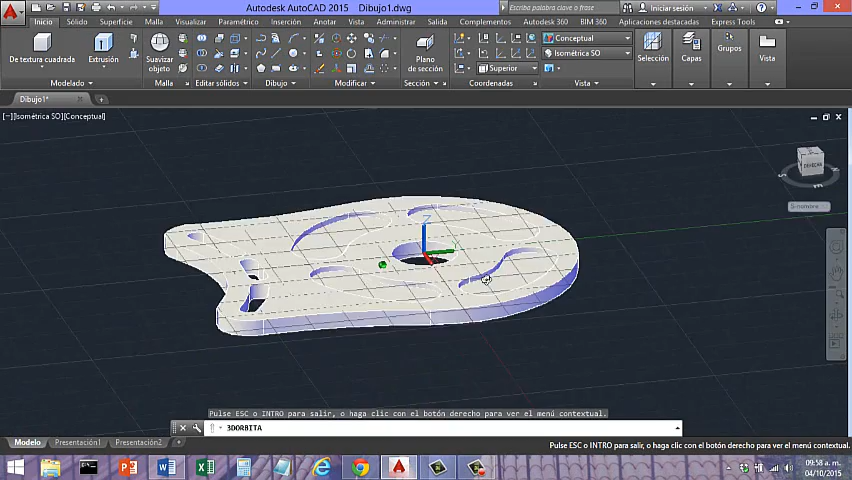 Autodesk AutoCAD 2015 Dibujo1.dwg
Escriba palabra clave o frase
Iniciar sesión
Inicio Sólido Superficie Malla Visualizar Paramétrico Inserción Anotar Vista Administrar Salida Complementos Autodesk 360 BIM 360 Aplicaciones destacadas Express Tools
Conceptual
Isométrica SO
Superior
De textura cuadrada
Extrusión
Suavizar objeto
Plano de sección
Selección
Capas
Grupos
Vista
Modelado Malla Editar sólidos Dibujo Modificar Sección Coordenadas Vista
Dibujo1*
[−][Isométrica SO][Conceptual]
DERECHA
S-nombre
Z
Pulse ESC o INTRO para salir, o haga clic con el botón derecho para ver el menú contextual.
3DORBITA
Modelo Presentación1 Presentación2
Pulse ESC o INTRO para salir, o haga clic con el botón derecho para ver el menú contextual.
09:58 a. m.
04/10/2015